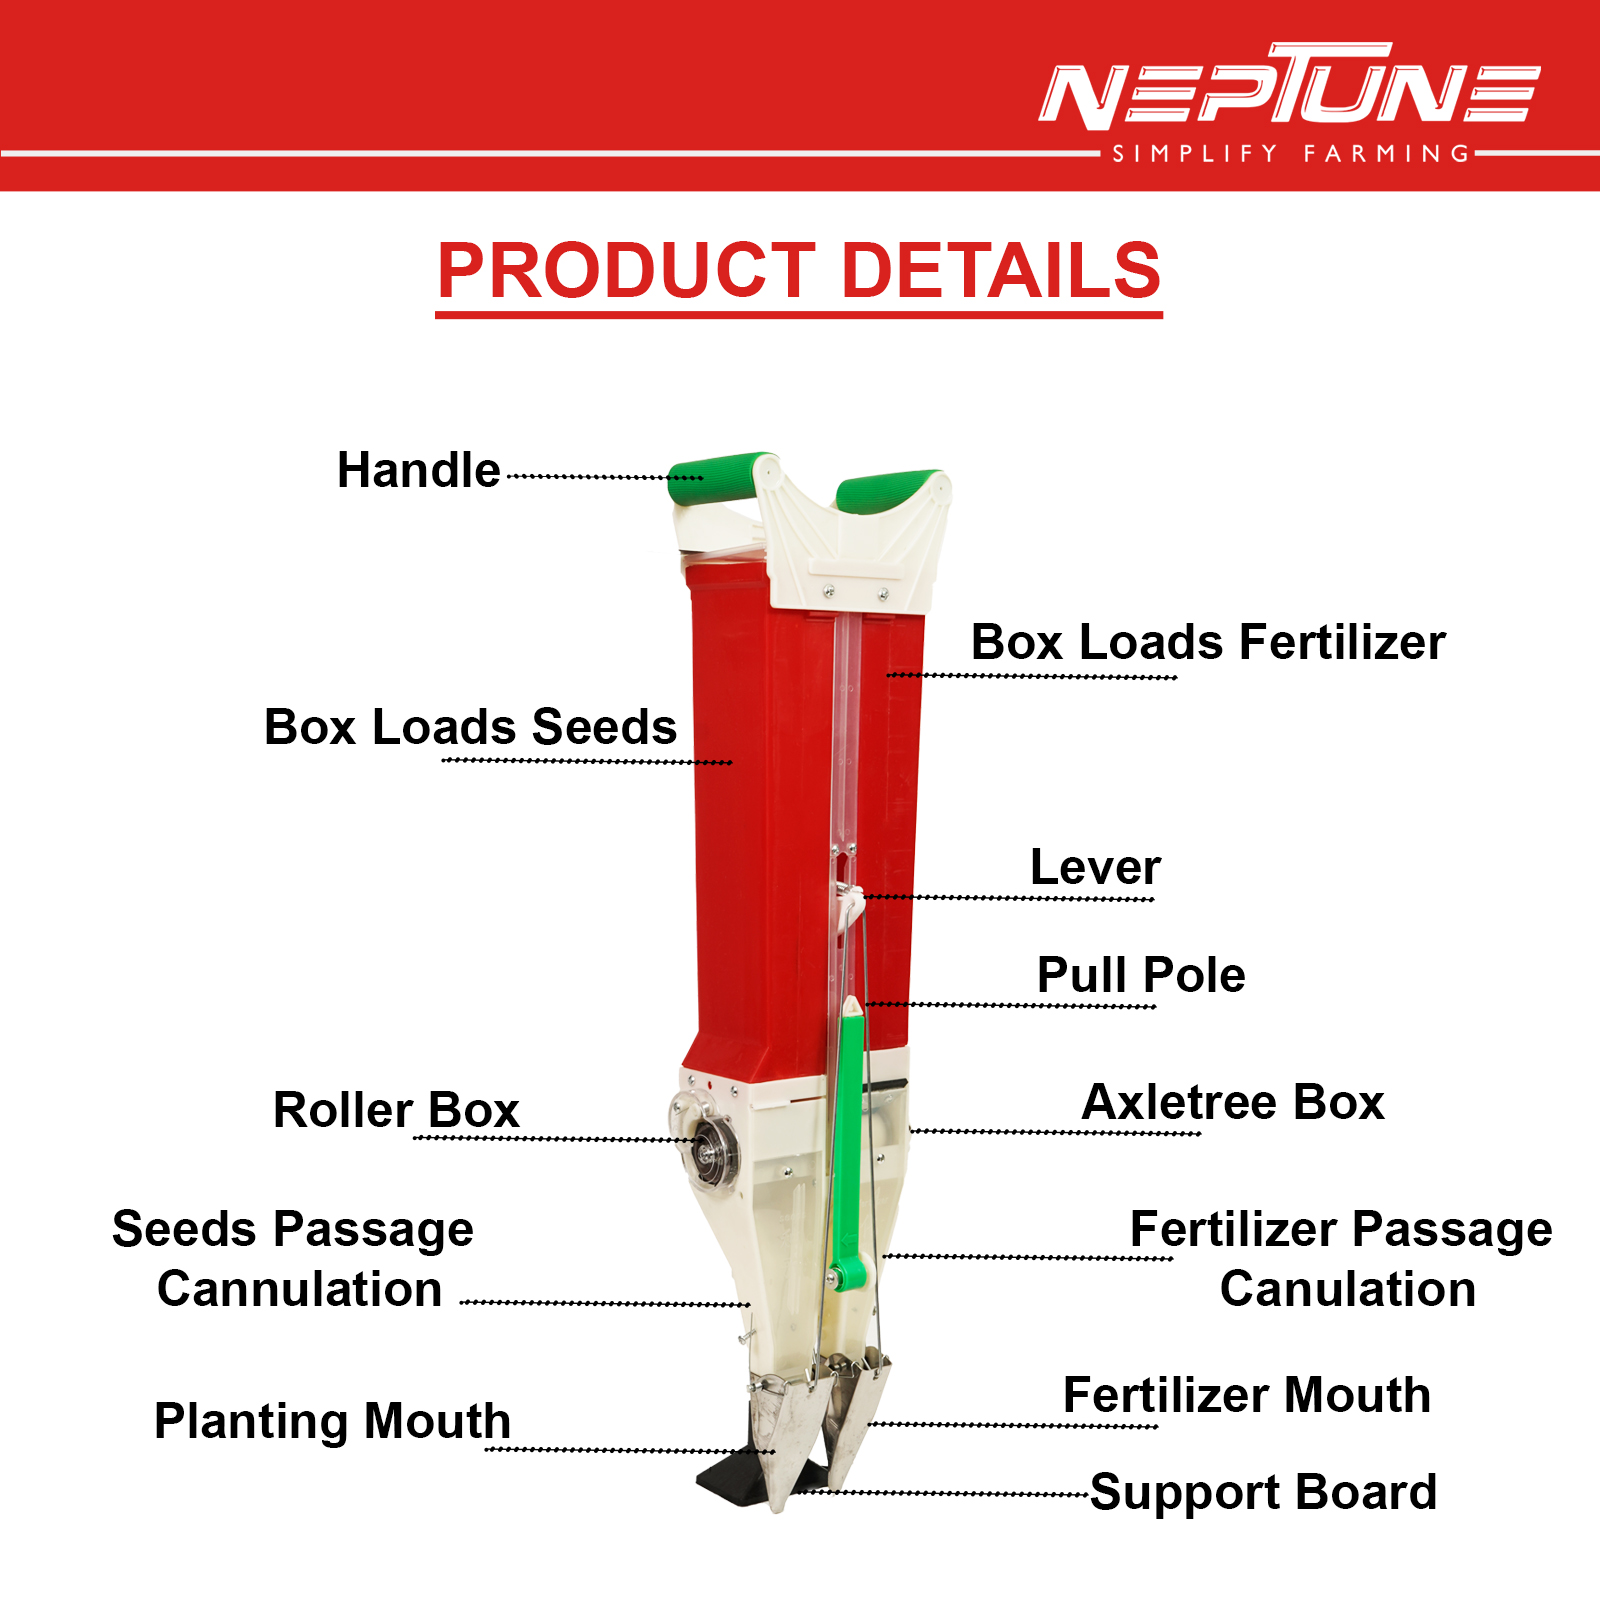 NEPTUNE
SIMPLIFY FARMING
PRODUCT DETAILS
Handle
Box Loads Fertilizer
Box Loads Seeds
Lever
Pull Pole
Roller Box
Axletree Box
Seeds Passage
Cannulation
Fertilizer Passage
Canulation
Planting Mouth
Fertilizer Mouth
Support Board